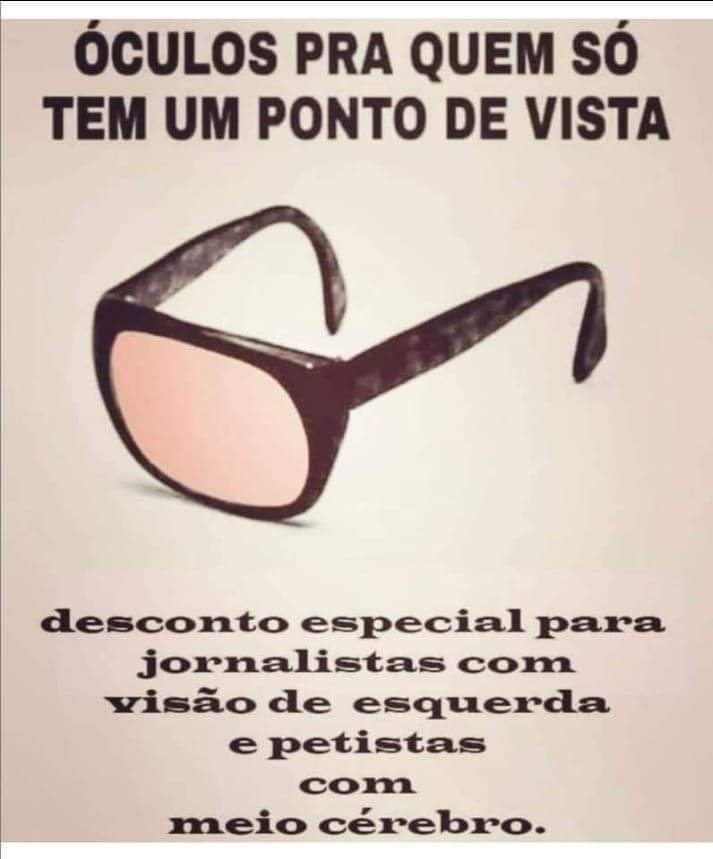 ÓCULOS PRA QUEM SÓ
TEM UM PONTO DE VISTA
desconto especial para
jornalistas com
visão de esquerda
e petistas
com
meio cérebro.